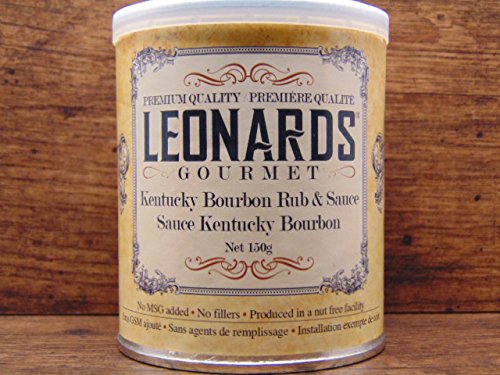 PREMIUM QUALITY PREMIÈRE QUALITE
LEONARDS
GOURMET
Kentucky Bourbon Rub & Sauce
Sauce Kentucky Bourbon
Net 150g
No MSG added • No fillers • Produced in a nut free facility
GSM ajouté • Sans agents de remplissage • Installation exempte de